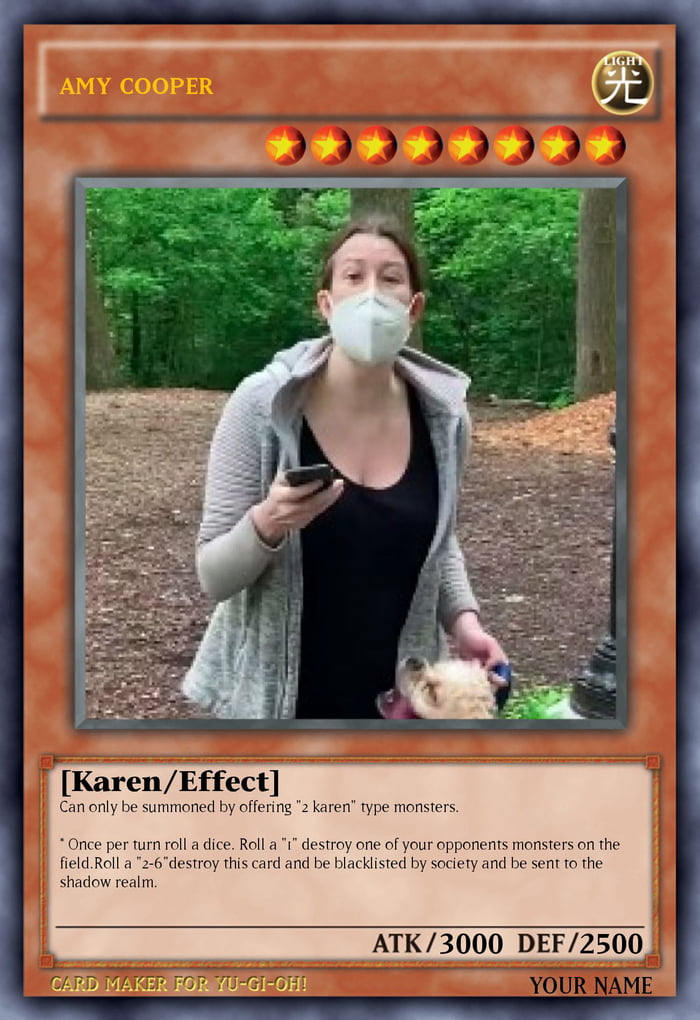 AMY COOPER
LIGHT
光
[Karen/Effect]
Can only be summoned by offering "2 karen" type monsters.
* Once per turn roll a dice. Roll a "1" destroy one of your opponents monsters on the
field.Roll a "2-6"destroy this card and be blacklisted by society and be sent to the
shadow realm.
ATK/3000 DEF/2500
CARD MAKER FOR YU-GI-OH!
YOUR NAME